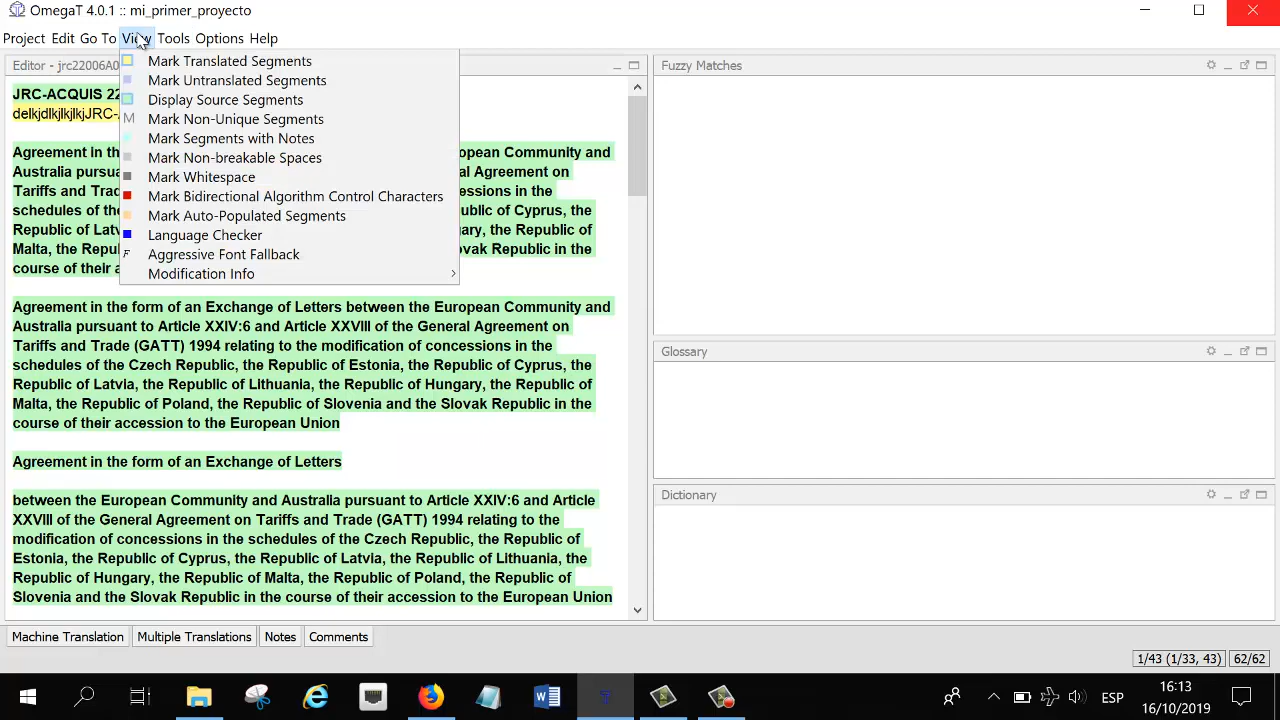 OmegaT 4.0.1 :: mi_primer_proyecto
Project Edit Go To View Tools Options Help
Editor - jrc22006A0
Mark Translated Segments
Mark Untranslated Segments
Display Source Segments
M Mark Non-Unique Segments
Mark Segments with Notes
Mark Non-breakable Spaces
Mark Whitespace
Mark Bidirectional Algorithm Control Characters
Mark Auto-Populated Segments
Language Checker
F Aggressive Font Fallback
Modification Info
JRC-ACQUIS 22
delkjdlkjlkjlkjJRC-
Agreement in the opean Community and
Australia pursua al Agreement on
Tariffs and Trade essions in the
schedules of the ublic of Cyprus, the
Republic of Latv ary, the Republic of
Malta, the Repu ovak Republic in the
course of their a
Agreement in the form of an Exchange of Letters between the European Community and
Australia pursuant to Article XXIV:6 and Article XXVIII of the General Agreement on
Tariffs and Trade (GATT) 1994 relating to the modification of concessions in the
schedules of the Czech Republic, the Republic of Estonia, the Republic of Cyprus, the
Republic of Latvia, the Republic of LIthuania, the Republic of Hungary, the Republic of
Malta, the Republic of Poland, the Republic of Slovenia and the Slovak Republic in the
course of their accession to the European Union
Agreement in the form of an Exchange of Letters
between the European Community and Australia pursuant to Article XXIV:6 and Article
XXVIII of the General Agreement on Tariffs and Trade (GATT) 1994 relating to the
modification of concessions in the schedules of the Czech Republic, the Republic of
Estonia, the Republic of Cyprus, the Republic of Latvia, the Republic of Lithuania, the
Republic of Hungary, the Republic of Malta, the Republic of Poland, the Republic of
Slovenia and the Slovak Republic in the course of their accession to the European Union
Fuzzy Matches
Glossary
Dictionary
Machine Translation Multiple Translations Notes Comments
1/43 (1/33, 43) 62/62
ESP
16:13
16/10/2019